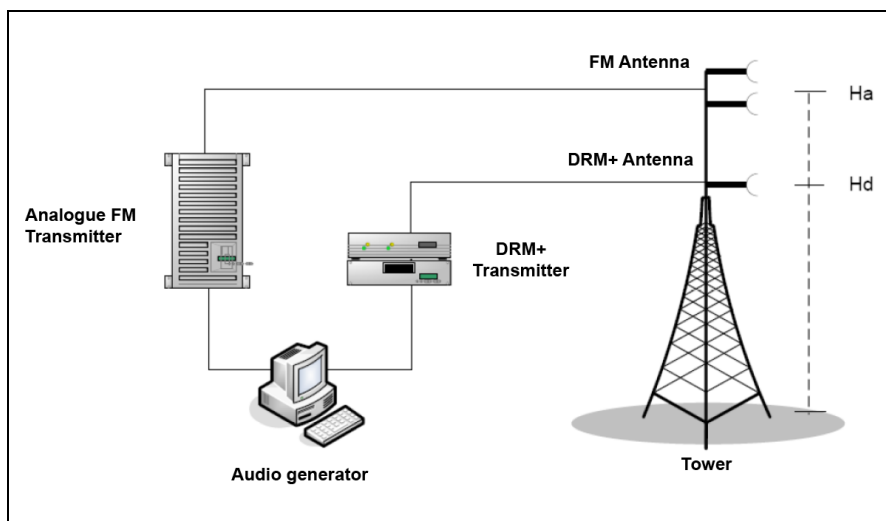 FM Antenna
Ha
DRM+ Antenna
Hd
Analogue FM
Transmitter
DRM+
Transmitter
Audio generator
Tower